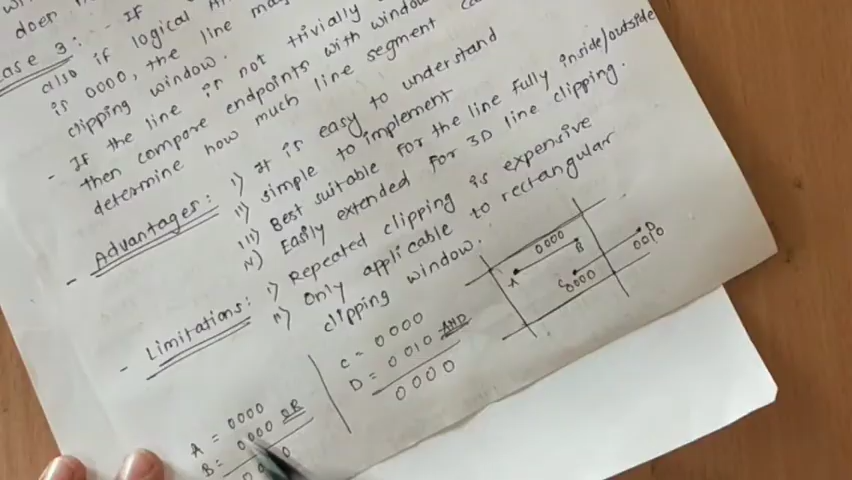 doer
Case 3: - If
also if logical AN
is 0000, the line may
clipping window.
- If the line is not trivially
then compare endpoints with window
determine how much line segment
- Advantages: i) It is easy to understand
ii) simple to implement
iii) Best suitable for the line fully inside/outside
iv) Easily extended for 3D line clipping.
- Limitations: i) Repeated clipping is expensive
ii) Only applicable to rectangular
clipping window.
A = 0000
B = 0000 OR
C = 0000
D = 0010 AND
0000
0000
A
B
C
0000
D
0010